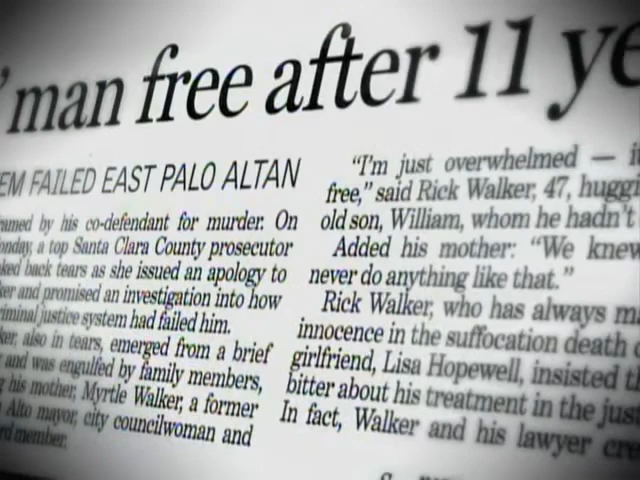 man free after 11 ye
EM FAILED EAST PALO ALTAN
amed by his co-defendant for murder. On
onday, a top Santa Clara County prosecutor
ked back tears as she issued an apology to
ker and promised an investigation into how
riminal justice system had failed him.
ker, also in tears, emerged from a brief
and was engulfed by family members,
g his mother, Myrtle Walker, a former
Alto mayor, city councilwoman and
rd member.
"I'm just overwhelmed — i
free," said Rick Walker, 47, huggi
old son, William, whom he hadn't
Added his mother: "We knew
never do anything like that."
Rick Walker, who has always ma
innocence in the suffocation death o
girlfriend, Lisa Hopewell, insisted th
bitter about his treatment in the jus
In fact, Walker and his lawyer cre